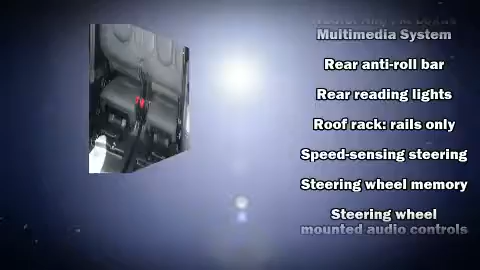 Multimedia System
Rear anti-roll bar
Rear reading lights
Roof rack: rails only
Speed-sensing steering
Steering wheel memory
Steering wheel
mounted audio controls